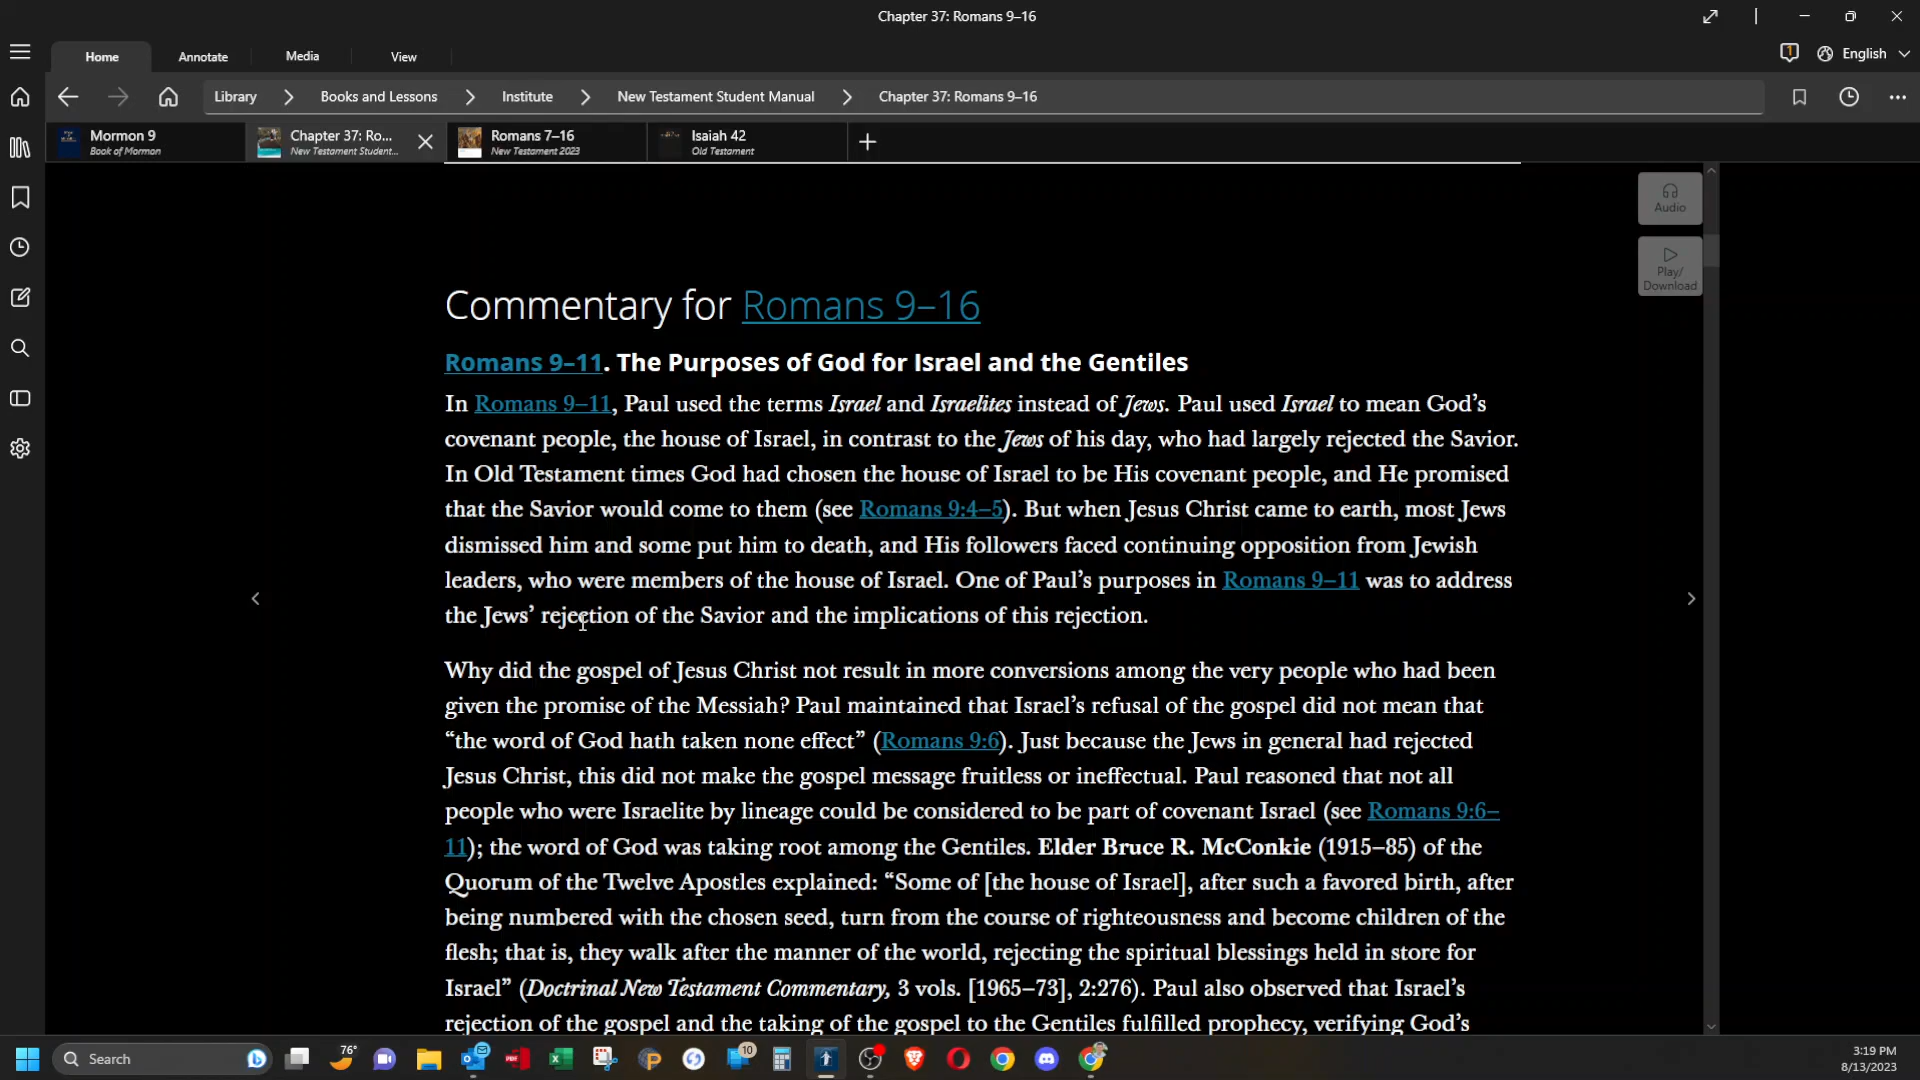 Chapter 37: Romans 9–16
Home
Annotate
Media
View
1
English
Library
Books and Lessons
Institute
New Testament Student Manual
Chapter 37: Romans 9–16
Mormon 9
Book of Mormon
Chapter 37: Ro...
New Testament Student...
Romans 7–16
New Testament 2023
Isaiah 42
Old Testament
Audio
Play/
Download
Commentary for Romans 9–16
Romans 9–11. The Purposes of God for Israel and the Gentiles
In Romans 9–11, Paul used the terms Israel and Israelites instead of Jews. Paul used Israel to mean God’s
covenant people, the house of Israel, in contrast to the Jews of his day, who had largely rejected the Savior.
In Old Testament times God had chosen the house of Israel to be His covenant people, and He promised
that the Savior would come to them (see Romans 9:4–5). But when Jesus Christ came to earth, most Jews
dismissed him and some put him to death, and His followers faced continuing opposition from Jewish
leaders, who were members of the house of Israel. One of Paul’s purposes in Romans 9–11 was to address
the Jews’ rejection of the Savior and the implications of this rejection.
Why did the gospel of Jesus Christ not result in more conversions among the very people who had been
given the promise of the Messiah? Paul maintained that Israel’s refusal of the gospel did not mean that
“the word of God hath taken none effect” (Romans 9:6). Just because the Jews in general had rejected
Jesus Christ, this did not make the gospel message fruitless or ineffectual. Paul reasoned that not all
people who were Israelite by lineage could be considered to be part of covenant Israel (see Romans 9:6–
11); the word of God was taking root among the Gentiles. Elder Bruce R. McConkie (1915–85) of the
Quorum of the Twelve Apostles explained: “Some of [the house of Israel], after such a favored birth, after
being numbered with the chosen seed, turn from the course of righteousness and become children of the
flesh; that is, they walk after the manner of the world, rejecting the spiritual blessings held in store for
Israel” (Doctrinal New Testament Commentary, 3 vols. [1965–73], 2:276). Paul also observed that Israel’s
rejection of the gospel and the taking of the gospel to the Gentiles fulfilled prophecy, verifying God’s
Search
76°
10
3:19 PM
8/13/2023